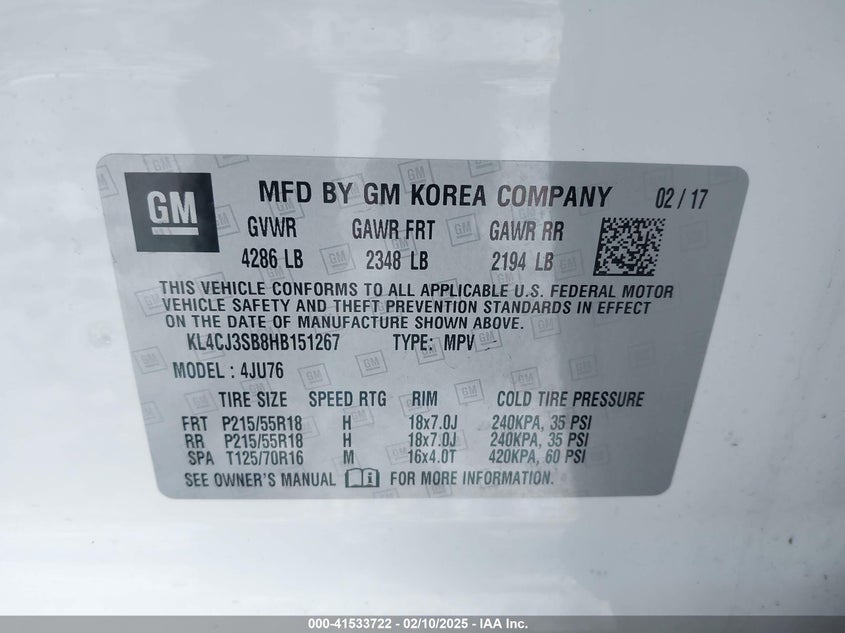 GM
MFD BY GM KOREA COMPANY 02 / 17
GVWR GAWR FRT GAWR RR
4286 LB 2348 LB 2194 LB
THIS VEHICLE CONFORMS TO ALL APPLICABLE U.S. FEDERAL MOTOR
VEHICLE SAFETY AND THEFT PREVENTION STANDARDS IN EFFECT
ON THE DATE OF MANUFACTURE SHOWN ABOVE.
KL4CJ3SB8HB151267 TYPE: MPV
MODEL : 4JU76
TIRE SIZE SPEED RTG RIM COLD TIRE PRESSURE
FRT P215/55R18 H 18x7.0J 240KPA, 35 PSI
RR P215/55R18 H 18x7.0J 240KPA, 35 PSI
SPA T125/70R16 M 16x4.0T 420KPA, 60 PSI
SEE OWNER'S MANUAL FOR MORE INFORMATION.
000-41533722 - 02/10/2025 - IAA Inc.